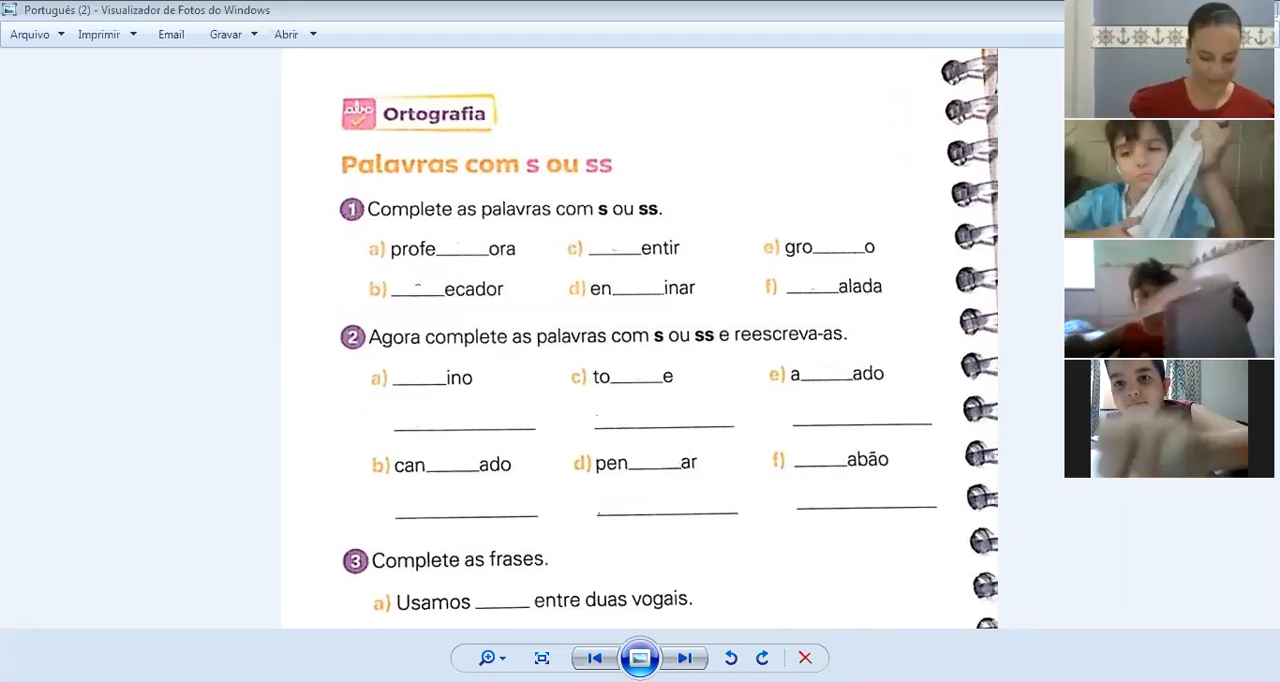 Português (2) - Visualizador de Fotos do Windows
Arquivo Imprimir Email Gravar Abrir
abc
Ortografia
Palavras com s ou ss
1 Complete as palavras com s ou ss.
a) profe_____ora c) _____entir e) gro_____o
b) _____ecador d) en_____inar f) _____alada
2 Agora complete as palavras com s ou ss e reescreva-as.
a) _____ino c) to_____e e) a_____ado
b) can_____ado d) pen_____ar f) _____abão
3 Complete as frases.
a) Usamos _____ entre duas vogais.